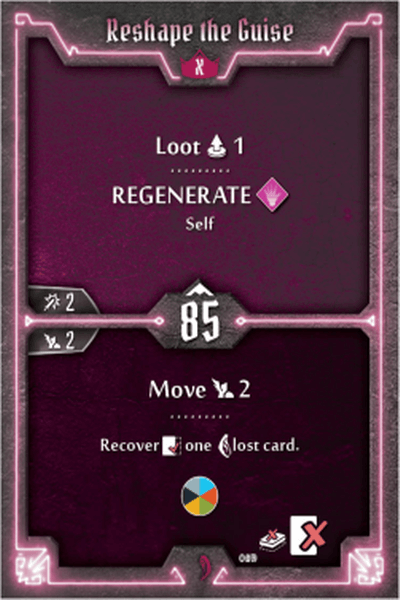 Reshape the Guise
X
Loot 1
REGENERATE
Self
2
85
2
Move 2
Recover one lost card.